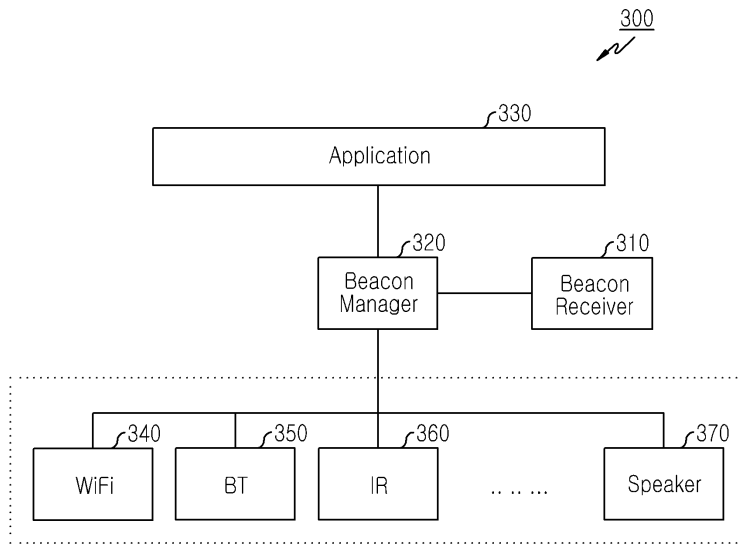 300
330
Application
320
310
Beacon
Manager
Beacon
Receiver
340
350
360
370
WiFi
BT
IR
.. .. ...
Speaker